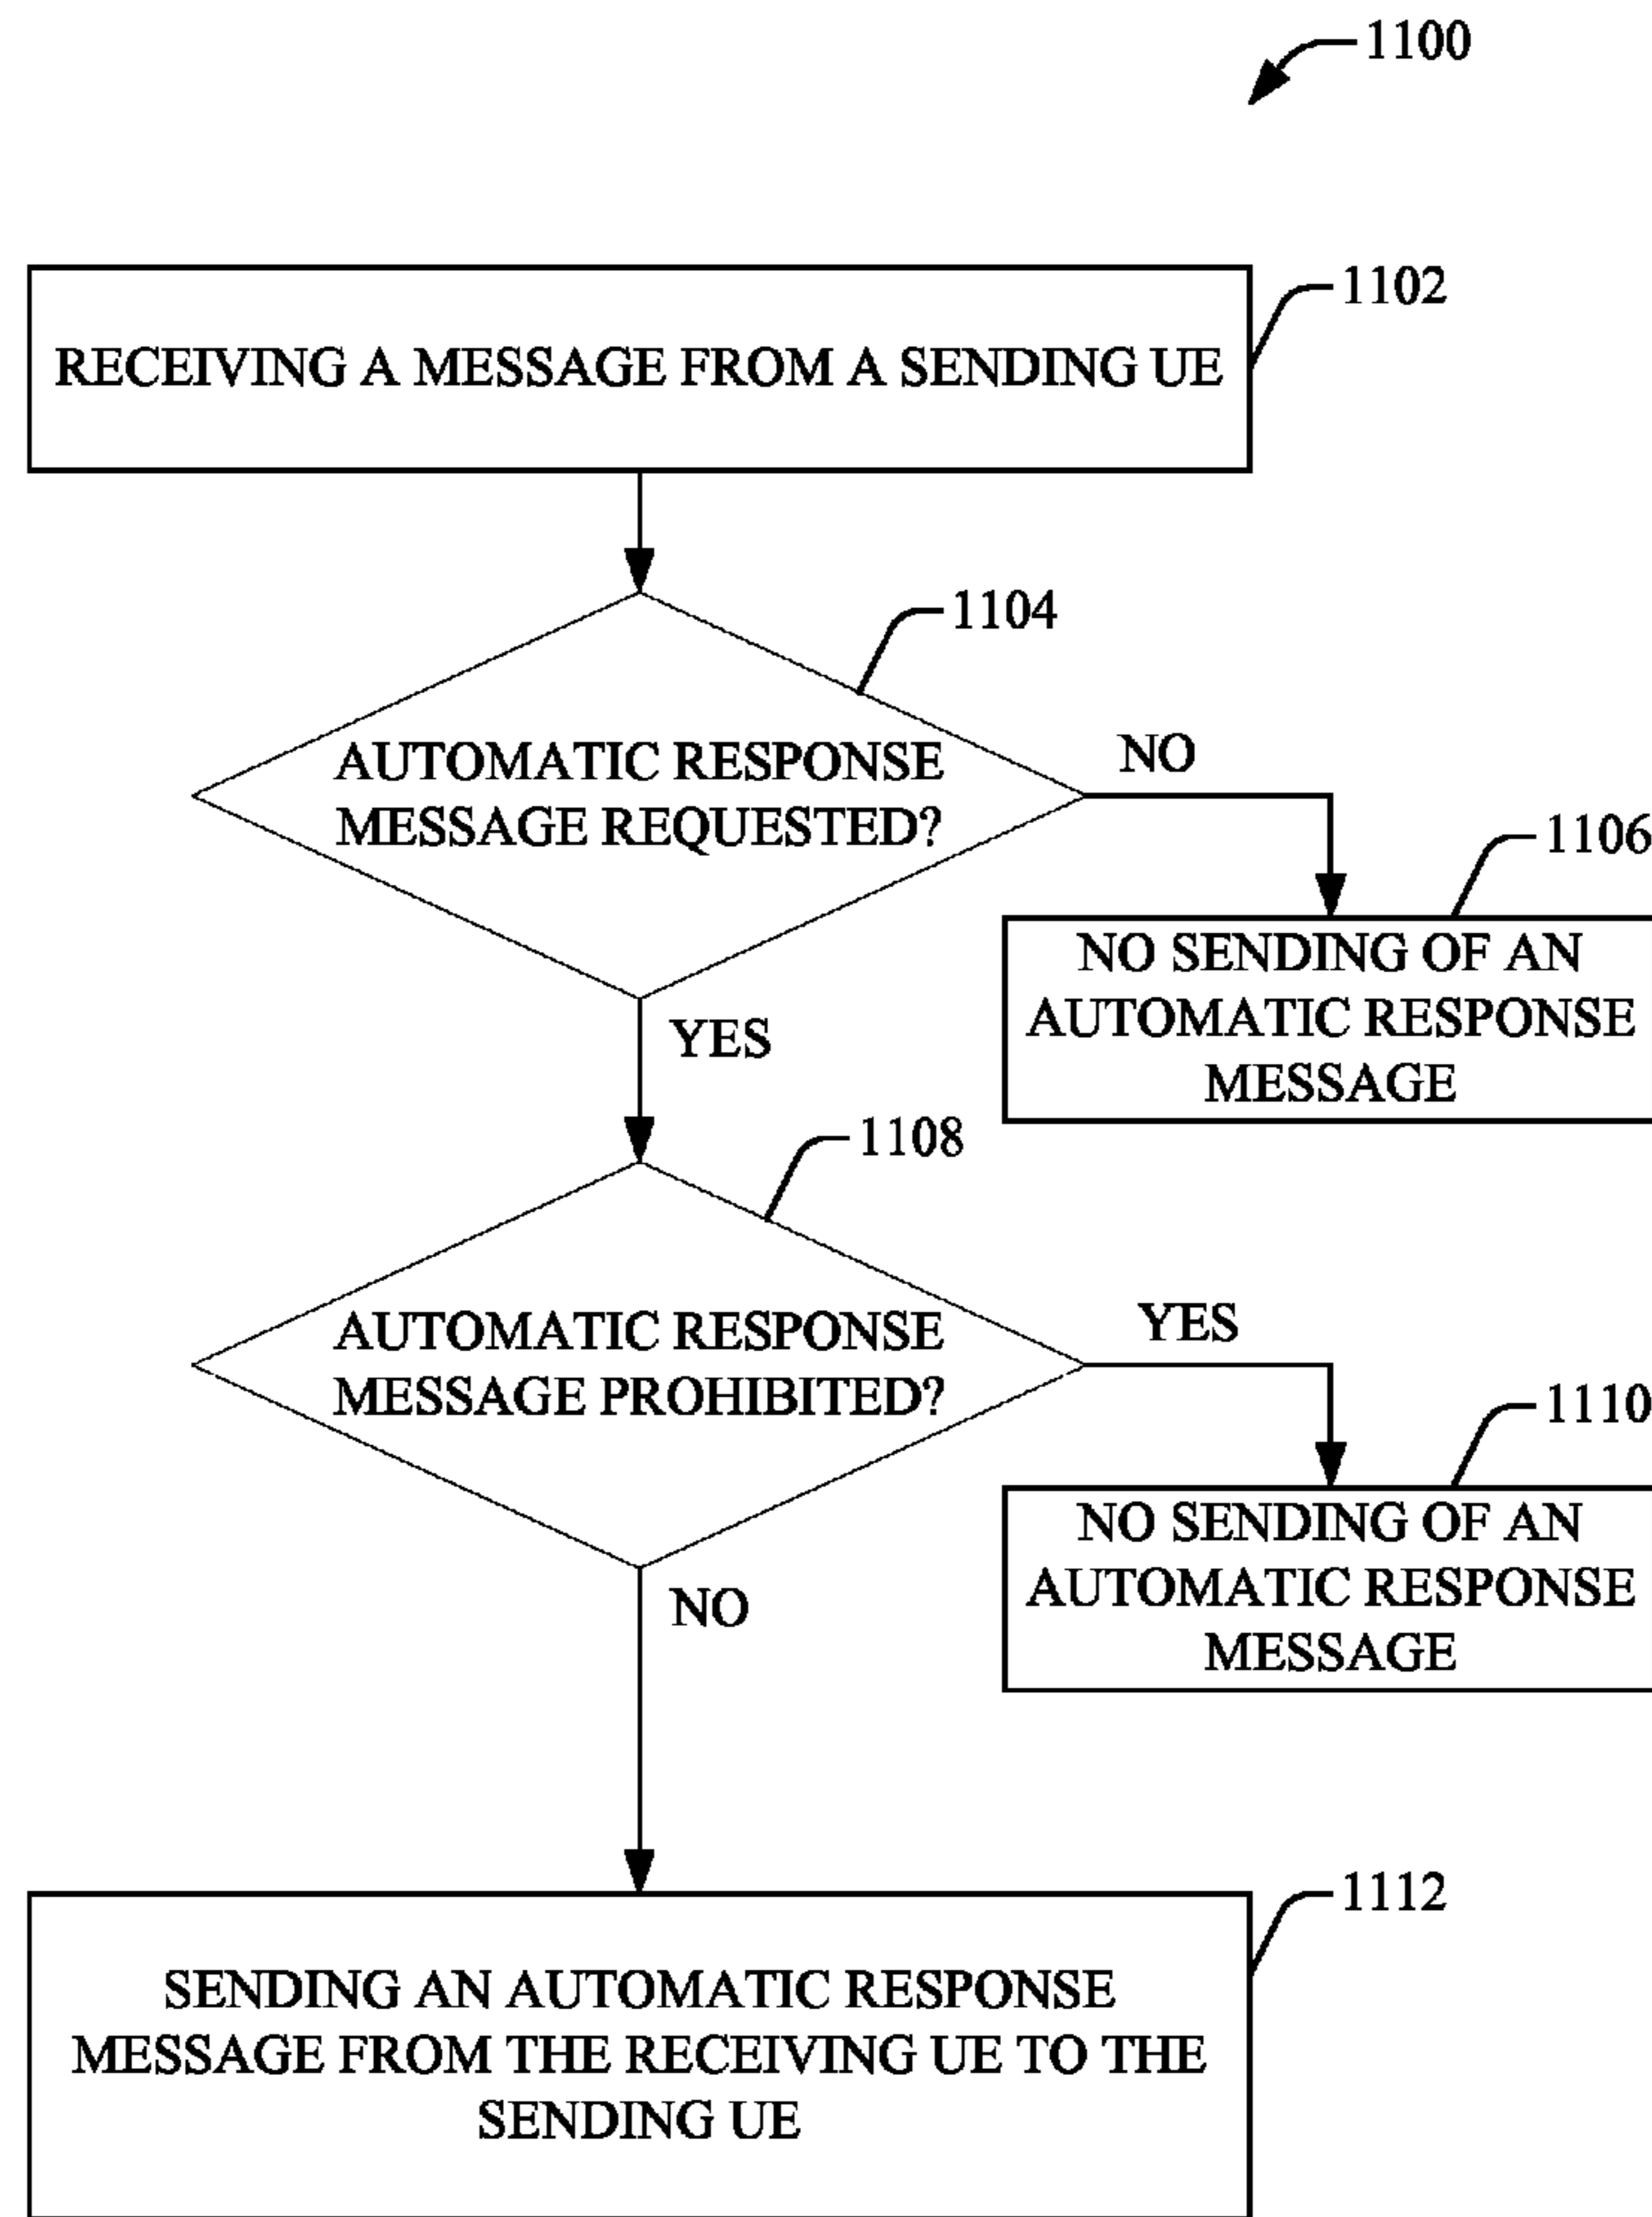 1100
1102
RECEIVING A MESSAGE FROM A SENDING UE
1104
AUTOMATIC RESPONSE
MESSAGE REQUESTED?
NO
1106
NO SENDING OF AN
AUTOMATIC RESPONSE
MESSAGE
YES
1108
AUTOMATIC RESPONSE
MESSAGE PROHIBITED?
YES
1110
NO SENDING OF AN
AUTOMATIC RESPONSE
MESSAGE
NO
1112
SENDING AN AUTOMATIC RESPONSE
MESSAGE FROM THE RECEIVING UE TO THE
SENDING UE